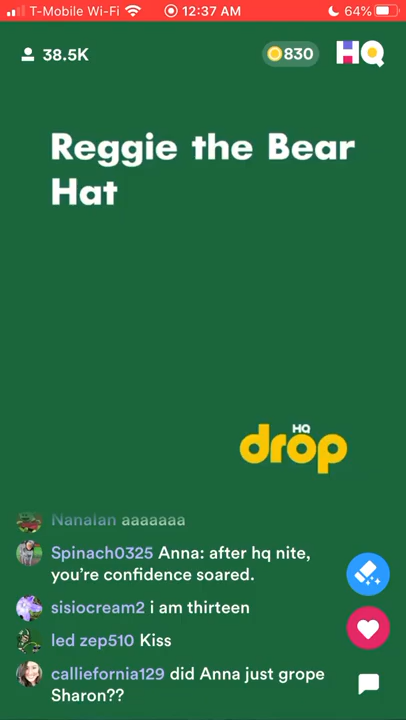 T-Mobile Wi-Fi 12:37 AM 64%
38.5K 830 HQ
Reggie the Bear
Hat
HQ
drop
Nanalan aaaaaaa
Spinach0325 Anna: after hq nite,
you're confidence soared.
sisiocream2 i am thirteen
led zep510 Kiss
calliefornia129 did Anna just grope
Sharon??